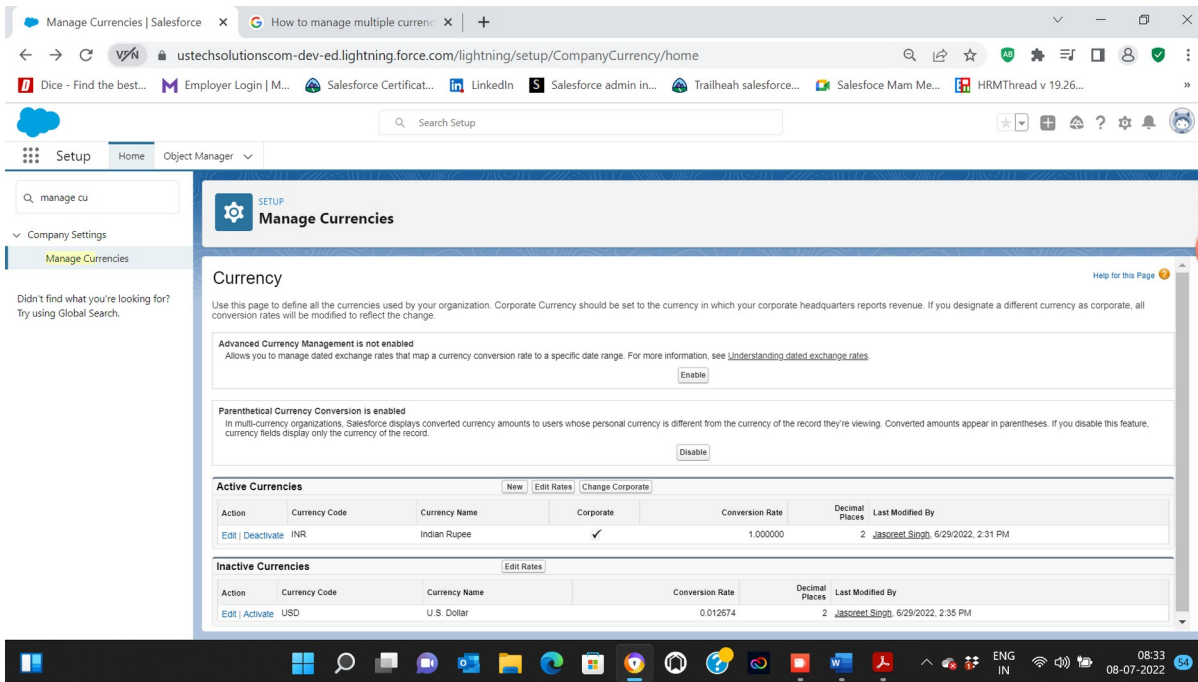 Manage Currencies | Salesforce
How to manage multiple currenc
VPN
ustechsolutionscom-dev-ed.lightning.force.com/lightning/setup/CompanyCurrency/home
AB
Dice - Find the best...
Employer Login | M...
Salesforce Certificat...
LinkedIn
Salesforce admin in...
Trailheah salesforce...
Salesfoce Mam Me...
HRMThread v 19.26...
Search Setup
Setup
Home
Object Manager
manage cu
Company Settings
Manage Currencies
Didn't find what you're looking for?
Try using Global Search.
SETUP
Manage Currencies
Currency
Help for this Page
Use this page to define all the currencies used by your organization. Corporate Currency should be set to the currency in which your corporate headquarters reports revenue. If you designate a different currency as corporate, all
conversion rates will be modified to reflect the change.
Advanced Currency Management is not enabled
Allows you to manage dated exchange rates that map a currency conversion rate to a specific date range. For more information, see Understanding dated exchange rates.
Enable
Parenthetical Currency Conversion is enabled
In multi-currency organizations, Salesforce displays converted currency amounts to users whose personal currency is different from the currency of the record they're viewing. Converted amounts appear in parentheses. If you disable this feature,
currency fields display only the currency of the record.
Disable
Active Currencies New Edit Rates Change Corporate
Action Currency Code Currency Name Corporate Conversion Rate Decimal Places Last Modified By
Edit | Deactivate INR Indian Rupee ✓ 1.000000 2 Jaspreet Singh, 6/29/2022, 2:31 PM
Inactive Currencies Edit Rates
Action Currency Code Currency Name Conversion Rate Decimal Places Last Modified By
Edit | Activate USD U.S. Dollar 0.012674 2 Jaspreet Singh, 6/29/2022, 2:35 PM
ENG
IN
08:33
08-07-2022
54